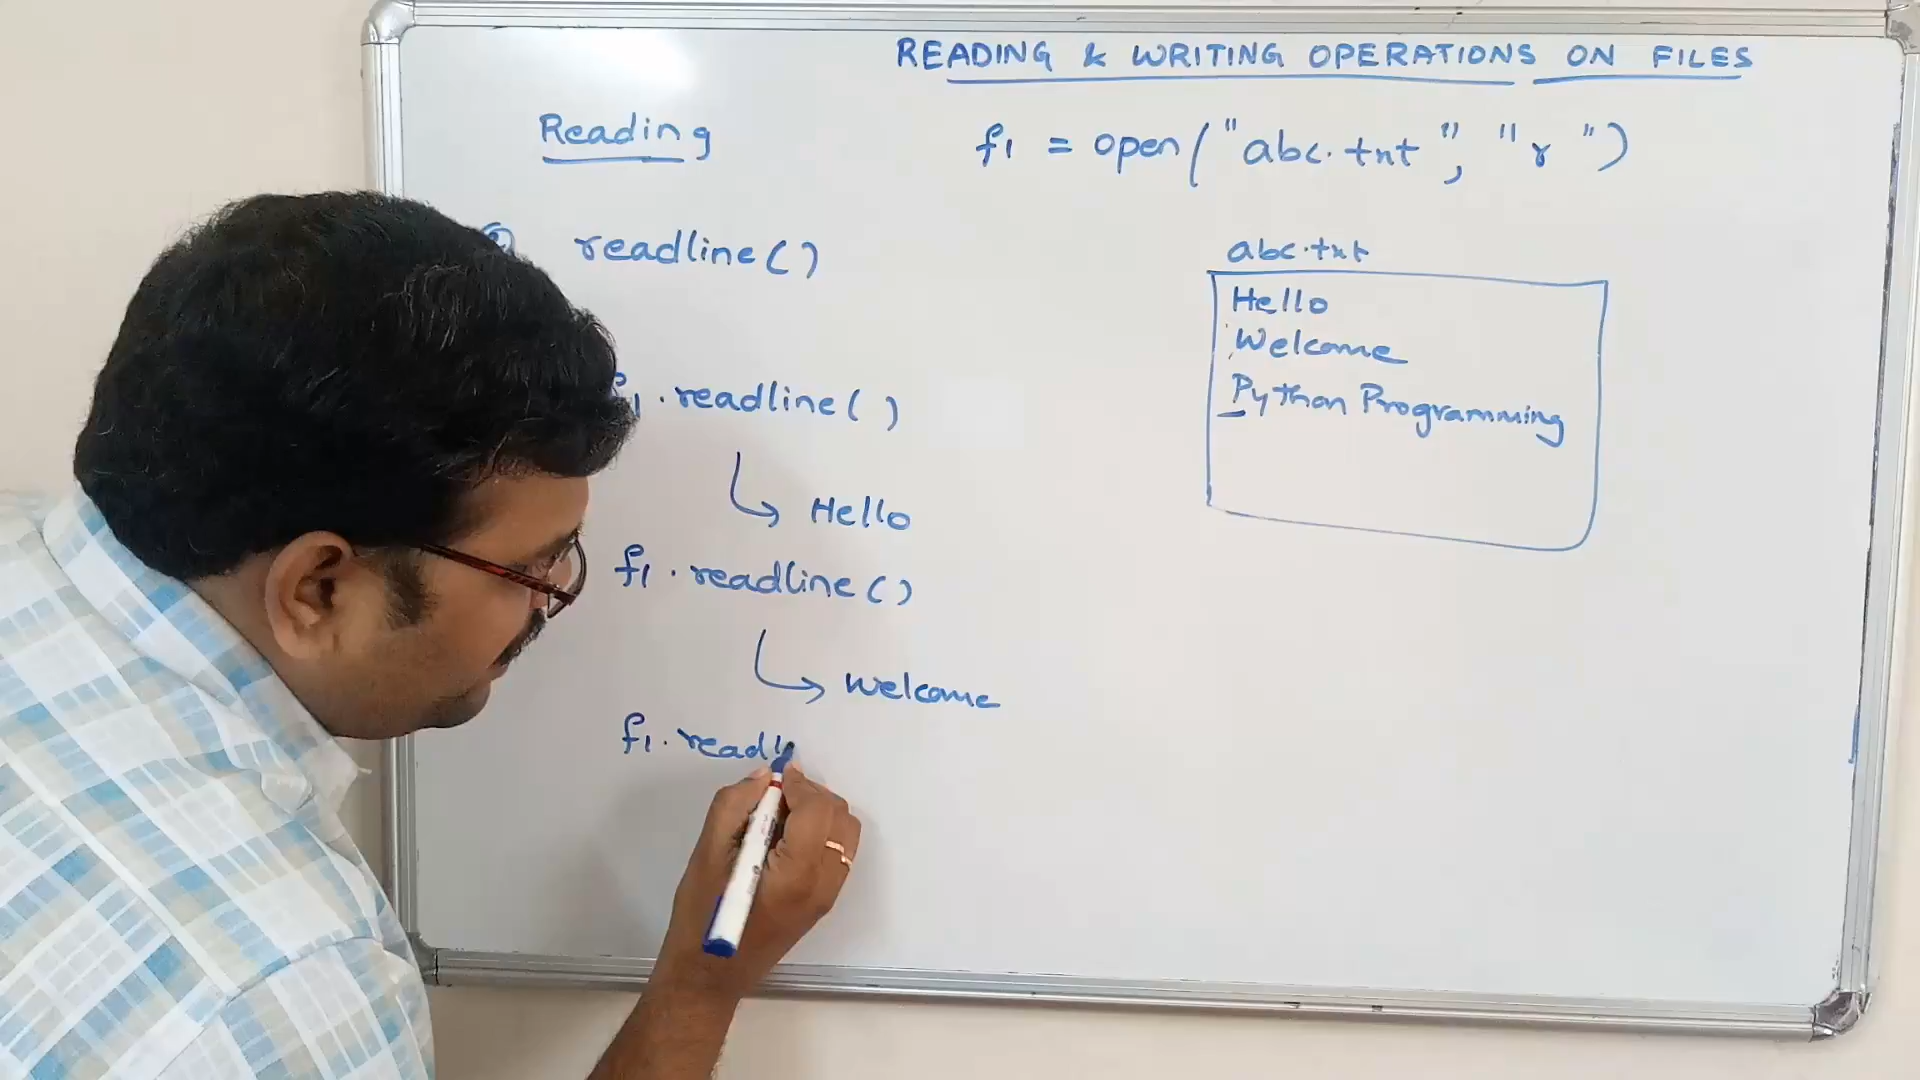 READING & WRITING OPERATIONS ON FILES
Reading
f1 = open("abc.txt", "r")
readline()
abc.txt
Hello
Welcome
Python Programming
f1.readline()
Hello
f1.readline()
Welcome
f1.readli